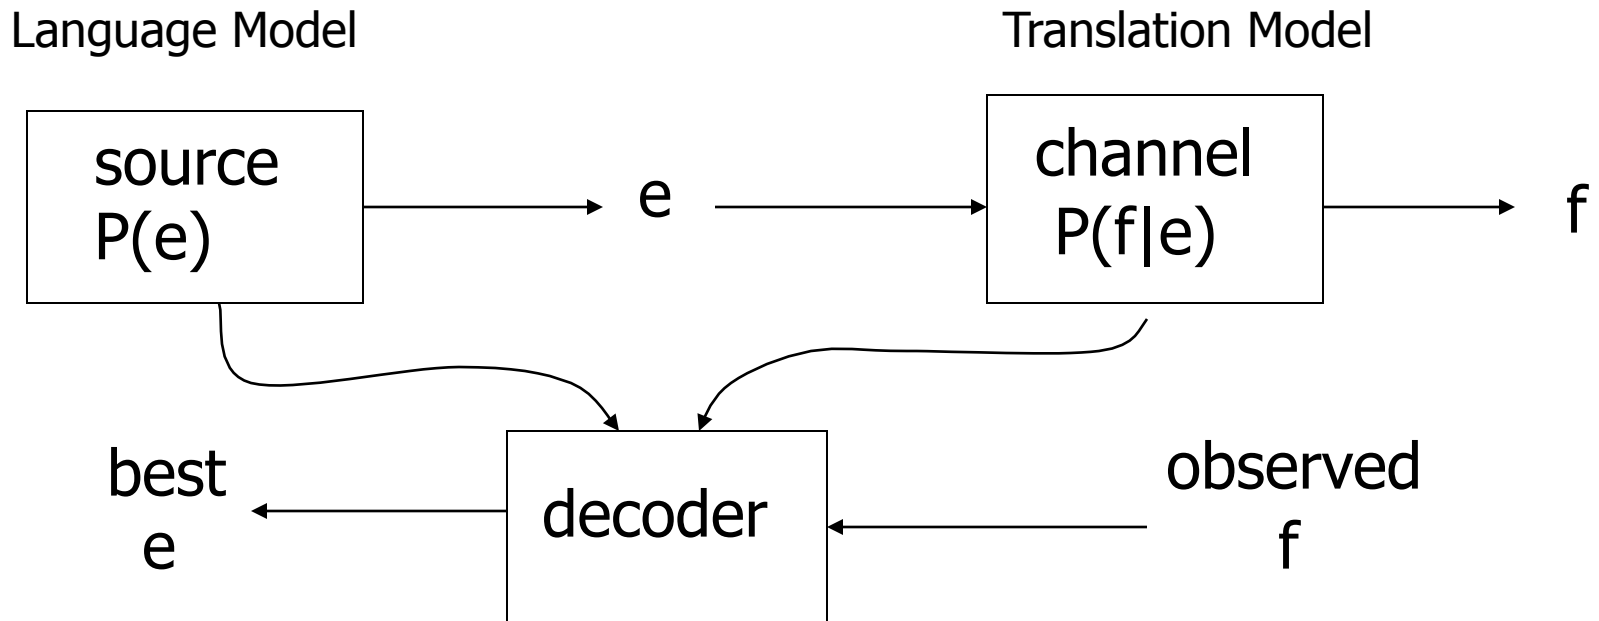 Language Model
Translation Model
source
P(e)
e
channel
P(f|e)
f
best
e
decoder
observed
f